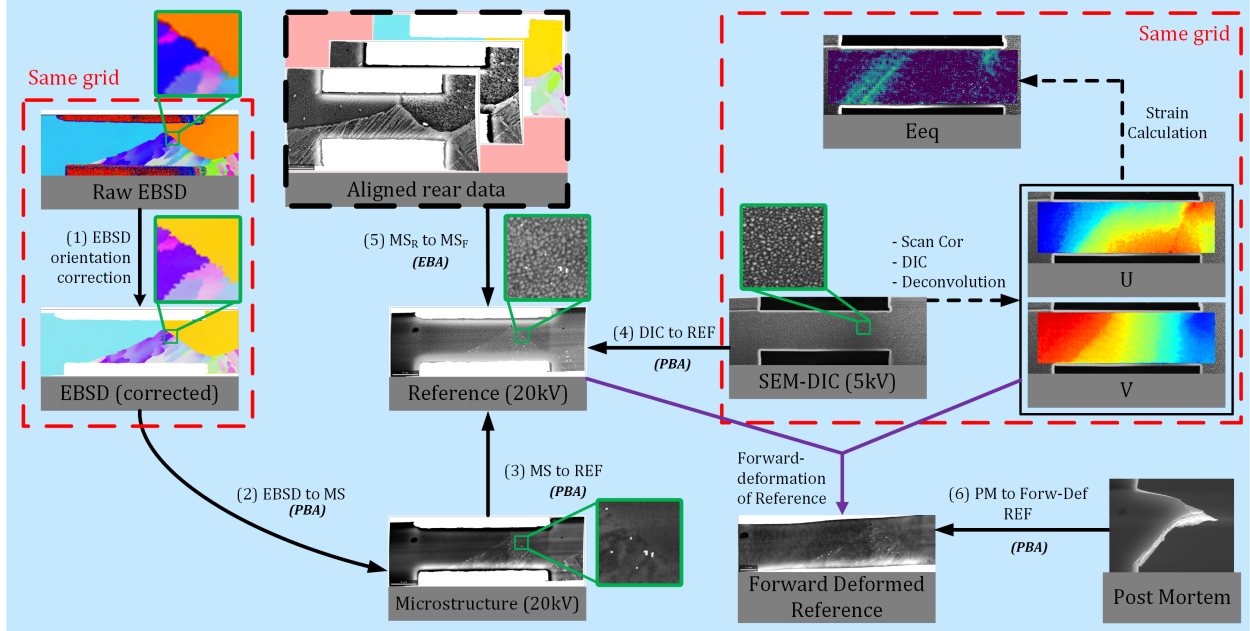 Same grid
Raw EBSD
(1) EBSD
orientation
correction
EBSD (corrected)
Aligned rear data
(5) MSR to MSF
(EBA)
Reference (20kV)
(2) EBSD to MS
(PBA)
(3) MS to REF
(PBA)
Microstructure (20kV)
Same grid
Eeq
Strain
Calculation
- Scan Cor
- DIC
- Deconvolution
U
V
(4) DIC to REF
(PBA)
SEM-DIC (5kV)
Forward-
deformation
of Reference
(6) PM to Forw-Def
REF
(PBA)
Forward Deformed
Reference
Post Mortem